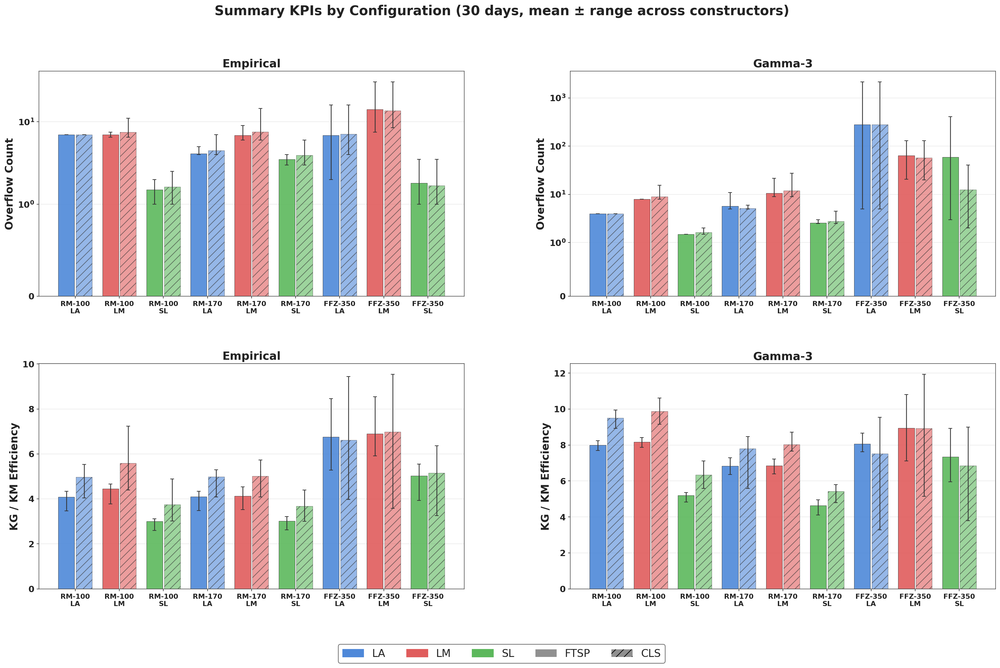 Summary KPIs by Configuration (30 days, mean ± range across constructors)
Empirical
Overflow Count
10¹
10⁰
0
RM-100 LA
RM-100 LM
RM-100 SL
RM-170 LA
RM-170 LM
RM-170 SL
FFZ-350 LA
FFZ-350 LM
FFZ-350 SL
Gamma-3
Overflow Count
10³
10²
10¹
10⁰
0
RM-100 LA
RM-100 LM
RM-100 SL
RM-170 LA
RM-170 LM
RM-170 SL
FFZ-350 LA
FFZ-350 LM
FFZ-350 SL
Empirical
KG / KM Efficiency
10
8
6
4
2
0
RM-100 LA
RM-100 LM
RM-100 SL
RM-170 LA
RM-170 LM
RM-170 SL
FFZ-350 LA
FFZ-350 LM
FFZ-350 SL
Gamma-3
KG / KM Efficiency
12
10
8
6
4
2
0
RM-100 LA
RM-100 LM
RM-100 SL
RM-170 LA
RM-170 LM
RM-170 SL
FFZ-350 LA
FFZ-350 LM
FFZ-350 SL
LA LM SL FTSP CLS